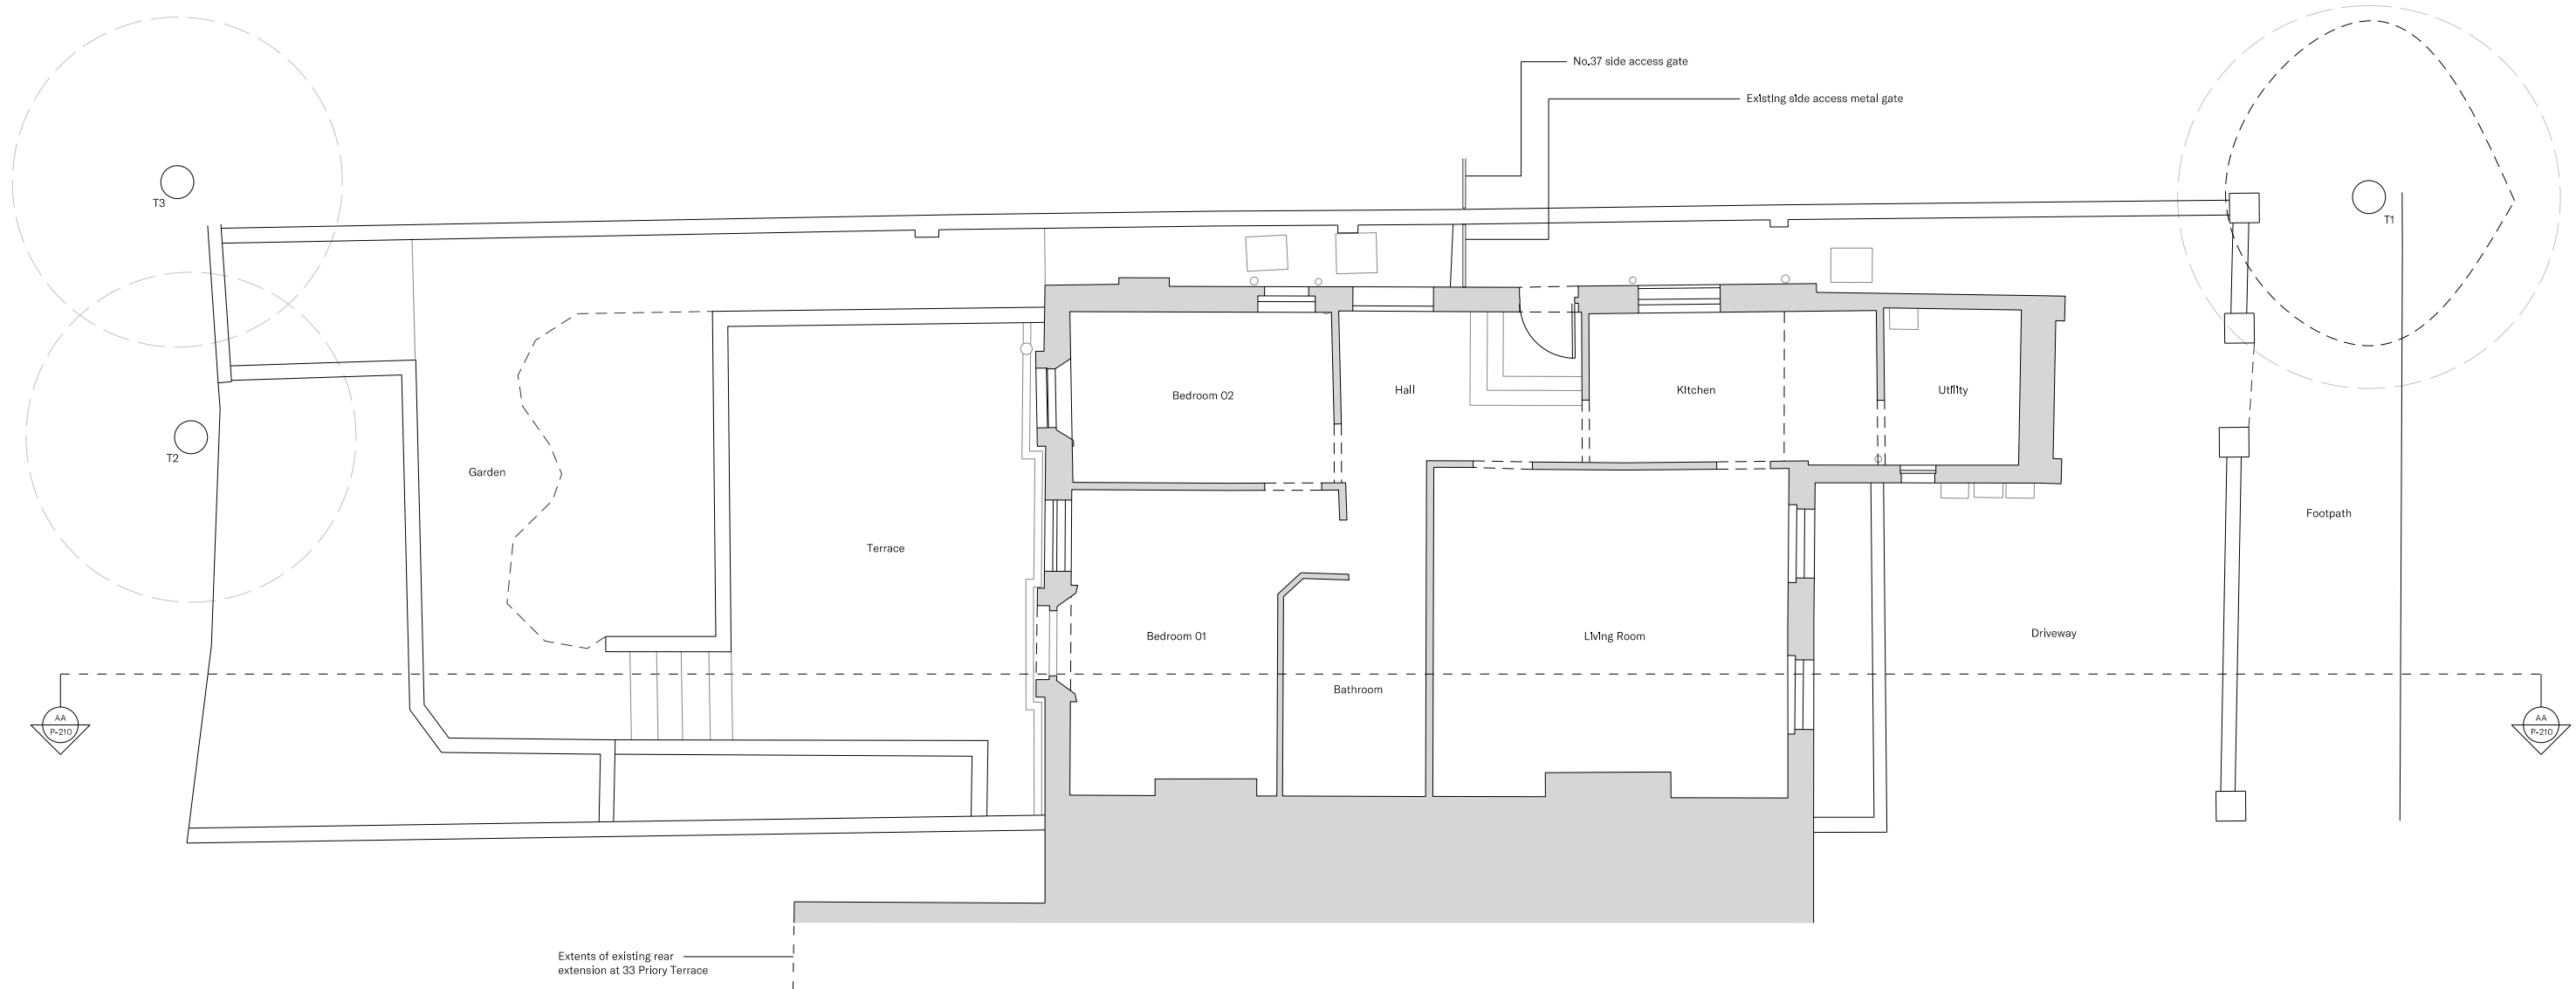 No.37 side access gate
Existing side access metal gate
T3
T1
T2
Bedroom 02
Hall
Kitchen
Utility
Garden
Footpath
Terrace
Bedroom 01
Living Room
Driveway
Bathroom
AA
P-210
AA
P-210
Extents of existing rear
extension at 33 Priory Terrace